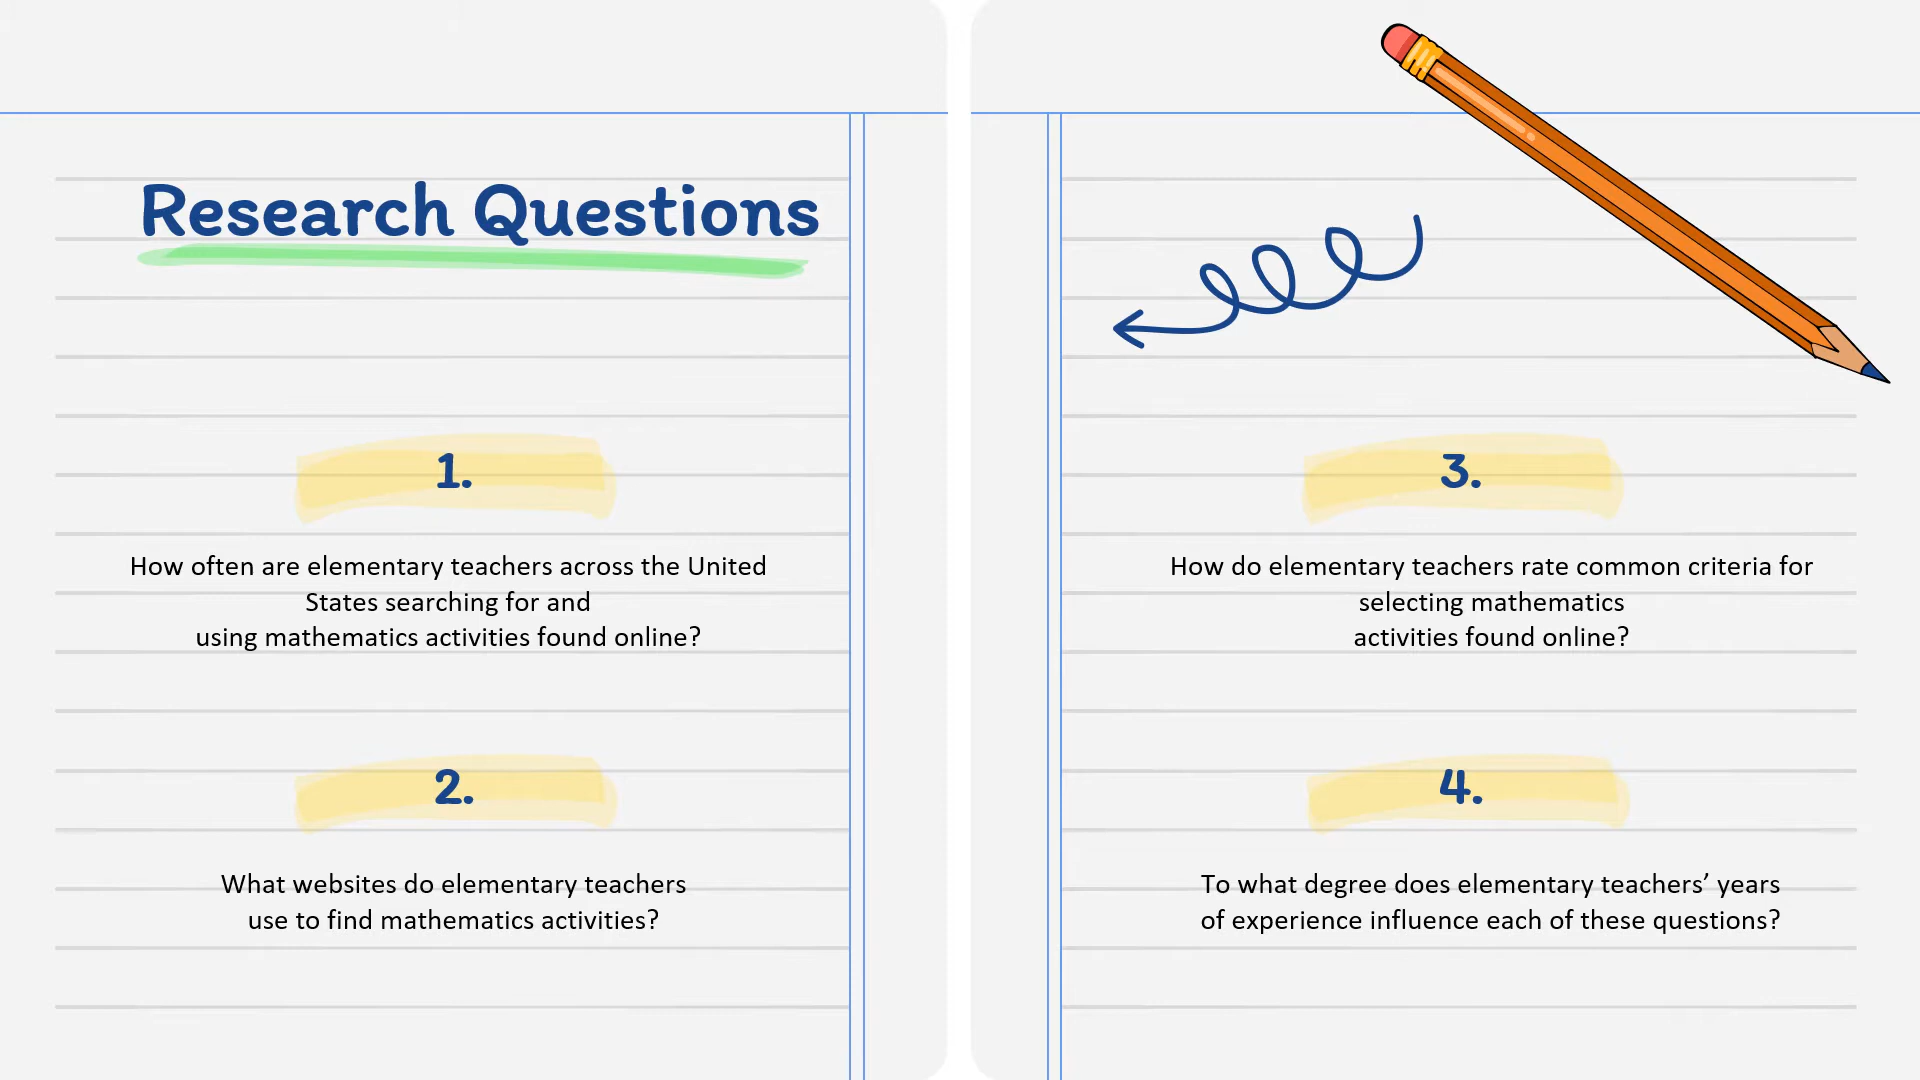 Research Questions
1.
How often are elementary teachers across the United
States searching for and
using mathematics activities found online?
2.
What websites do elementary teachers
use to find mathematics activities?
3.
How do elementary teachers rate common criteria for
selecting mathematics
activities found online?
4.
To what degree does elementary teachers’ years
of experience influence each of these questions?